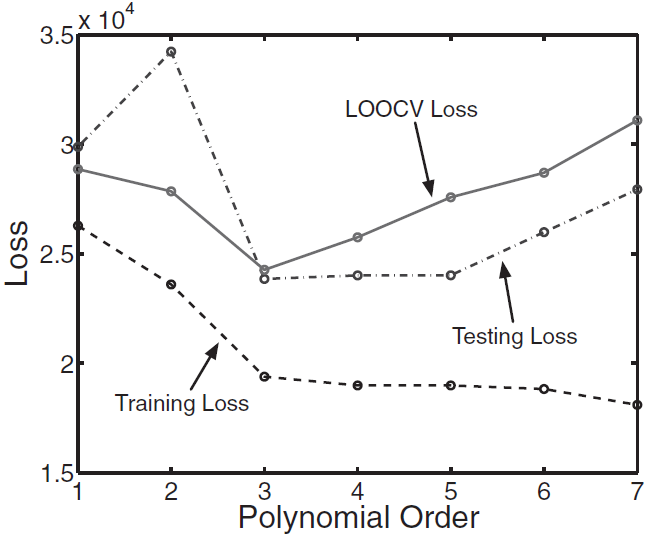 x 10^4
3.5
3
2.5
2
1.5
Loss
LOOCV Loss
Testing Loss
Training Loss
1 2 3 4 5 6 7
Polynomial Order